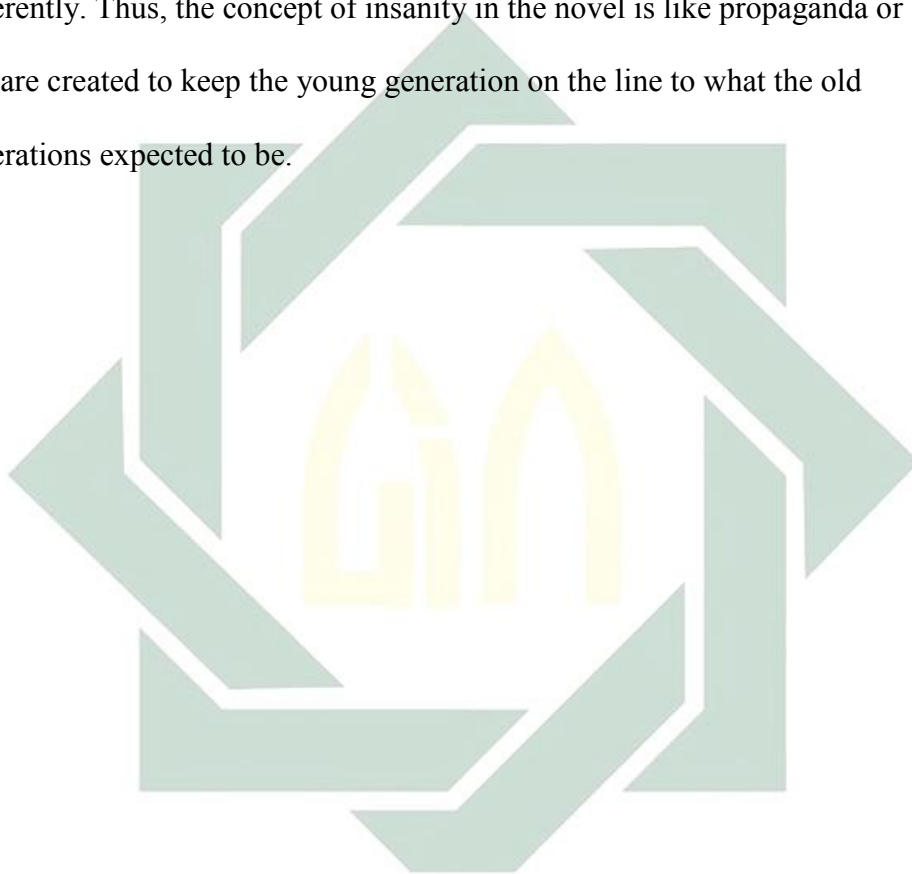 erently. Thus, the concept of insanity in the novel is like propaganda or
are created to keep the young generation on the line to what the old
erations expected to be.